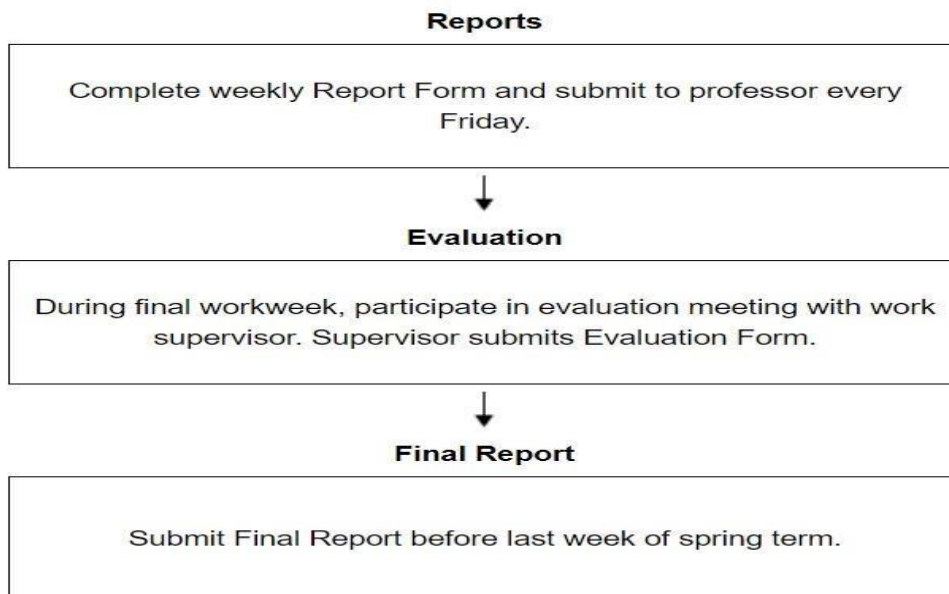 Reports
Complete weekly Report Form and submit to professor every
Friday.
Evaluation
During final workweek, participate in evaluation meeting with work
supervisor. Supervisor submits Evaluation Form.
Final Report
Submit Final Report before last week of spring term.